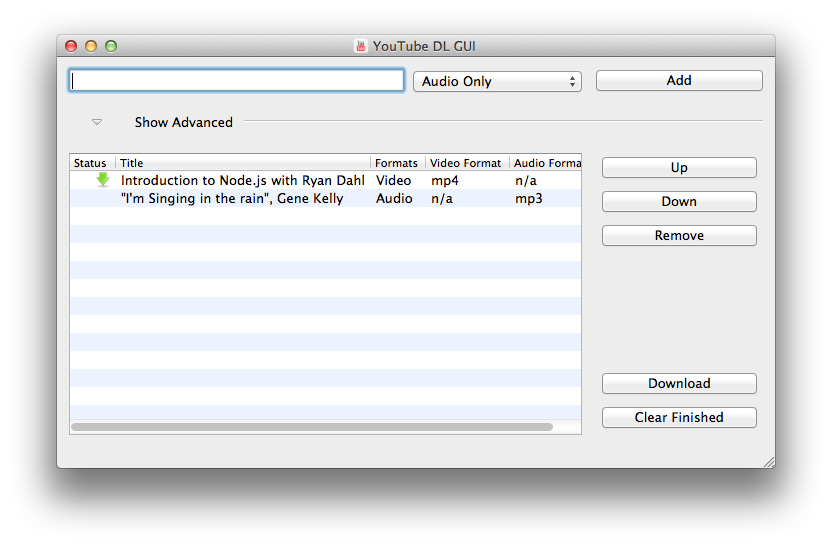 YouTube DL GUI
Audio Only
Add
Show Advanced
Status Title Formats Video Format Audio Forma
Introduction to Node.js with Ryan Dahl Video mp4 n/a
"I'm Singing in the rain", Gene Kelly Audio n/a mp3
Up
Down
Remove
Download
Clear Finished